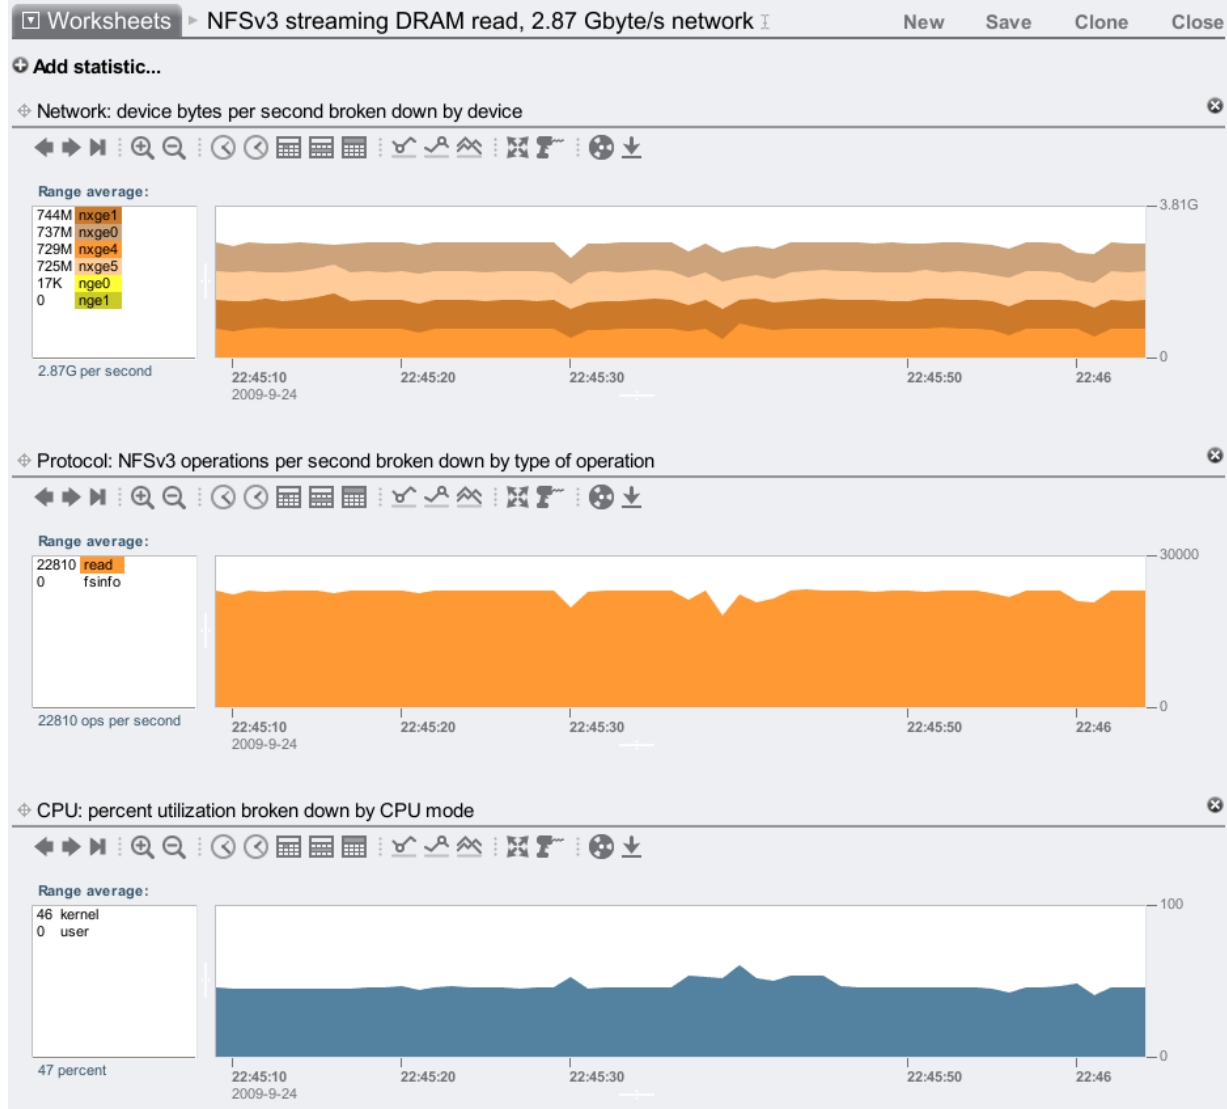 Worksheets NFSv3 streaming DRAM read, 2.87 Gbyte/s network New Save Clone Close
Add statistic...
Network: device bytes per second broken down by device
Range average:
744M nxge1
737M nxge0
729M nxge4
725M nxge5
17K nge0
0 nge1
2.87G per second
3.81G
0
22:45:10 22:45:20 22:45:30 22:45:50 22:46
2009-9-24
Protocol: NFSv3 operations per second broken down by type of operation
Range average:
22810 read
0 fsinfo
22810 ops per second
30000
0
22:45:10 22:45:20 22:45:30 22:45:50 22:46
2009-9-24
CPU: percent utilization broken down by CPU mode
Range average:
46 kernel
0 user
47 percent
100
0
22:45:10 22:45:20 22:45:30 22:45:50 22:46
2009-9-24